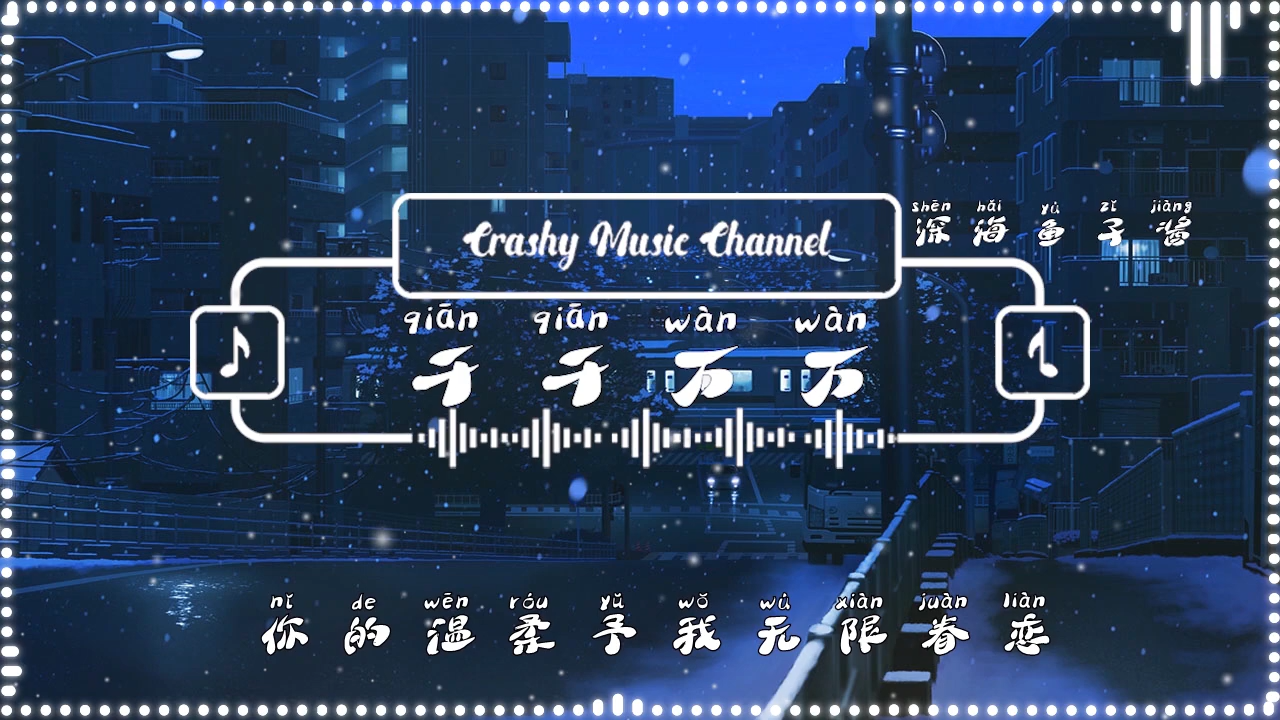 Crashy Music Channel_
shēn hǎi yú zǐ jiàng
深海鱼子酱
qiān qiān wàn wàn
千千万万
nǐ de wēn róu yǔ wǒ wú xiàn juàn liàn
你的温柔予我无限眷恋